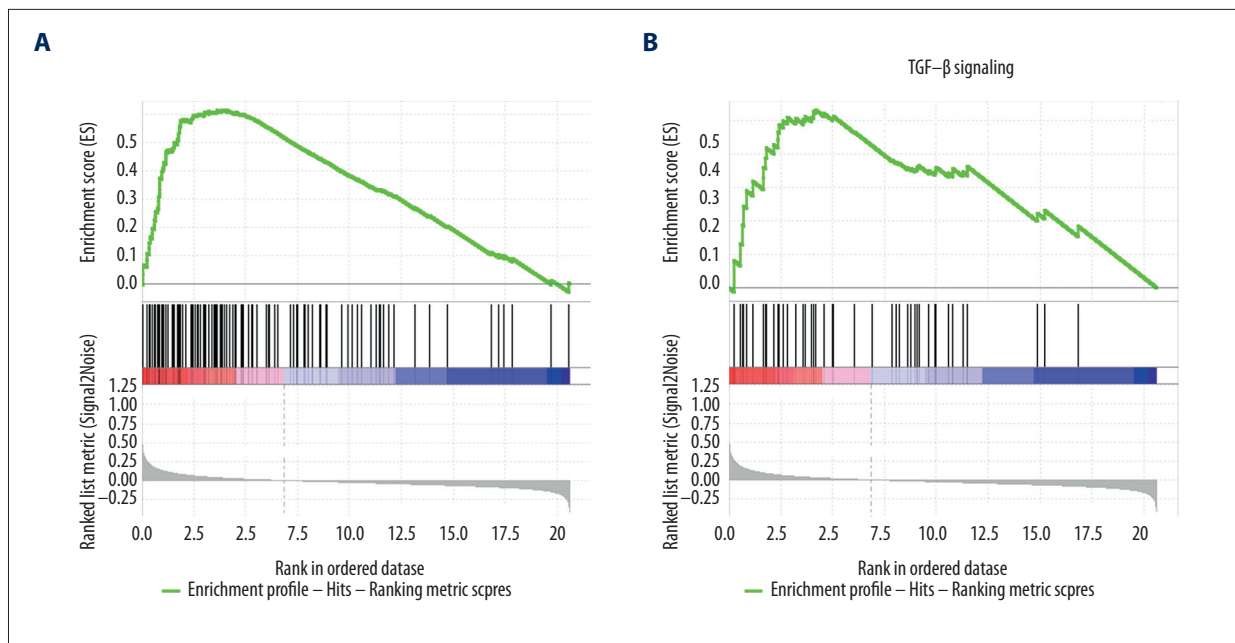 A
Enrichment score (ES)
0.5
0.4
0.3
0.2
0.1
0.0
Ranked list metric (Signal2Noise)
1.25
1.00
0.75
0.50
0.25
0.00
−0.25
0.0 2.5 5.0 7.5 10.0 12.5 15.0 17.5 20
Rank in ordered datase
Enrichment profile – Hits – Ranking metric scpres
B
TGF–β signaling
Enrichment score (ES)
0.5
0.4
0.3
0.2
0.1
0.0
Ranked list metric (Signal2Noise)
1.25
1.00
0.75
0.50
0.25
0.00
−0.25
0.0 2.5 5.0 7.5 10.0 12.5 15.0 17.5 20
Rank in ordered datase
Enrichment profile – Hits – Ranking metric scpres